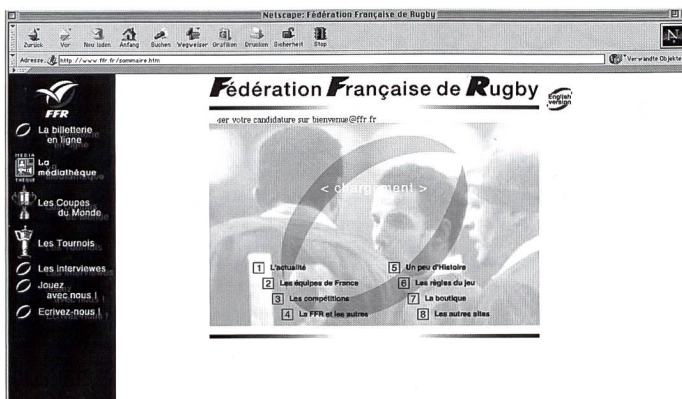 Netscape: Fédération Française de Rugby
Zurück Vor Neu laden Anfang Suchen Wegweiser Grafiken Drucken Sicherheit Stop
N
Adresse: http://www.ffr.fr/sommaire.htm
Verwandte Objekte
FFR
La billetterie
en ligne
MEDIA
THEQUE
La
médiathèque
Les Coupes
du Monde
Les Tournois
Les interviewes
Jouez
avec nous !
Ecrivez-nous !
Fédération Française de Rugby
English
version
ser votre candidature sur bienvenue@ffr.fr
< chargement >
1 L'actualité
2 Les équipes de France
3 Les compétitions
4 La FFR et les autres
5 Un peu d'Histoire
6 Les règles du jeu
7 La boutique
8 Les autres sites